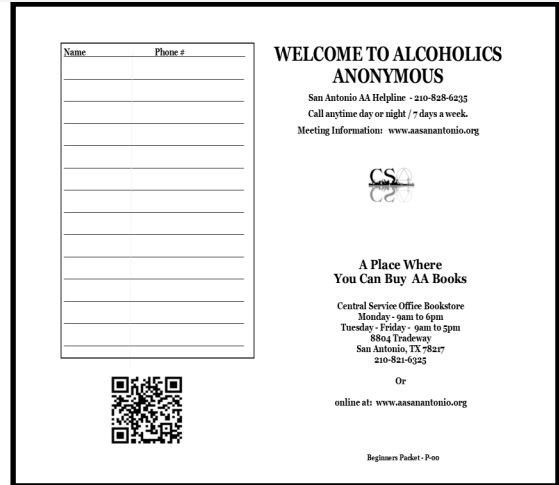 Name Phone #
WELCOME TO ALCOHOLICS
ANONYMOUS
San Antonio AA Helpline - 210-828-6235
Call anytime day or night / 7 days a week.
Meeting Information: www.aasanantonio.org
CSA
A Place Where
You Can Buy AA Books
Central Service Office Bookstore
Monday - 9am to 6pm
Tuesday - Friday - 9am to 5pm
8804 Tradeway
San Antonio, TX 78217
210-821-6325
Or
online at: www.aasanantonio.org
Beginners Packet - P-00